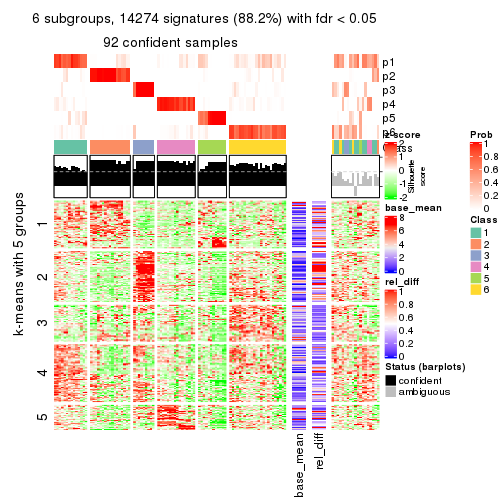 6 subgroups, 14274 signatures (88.2%) with fdr < 0.05
92 confident samples
p1
p2
p3
p4
p5
p6
Class
Silhouette
score
k-means with 5 groups
1
2
3
4
5
base_mean
rel_diff
z-score
2
1
0
-1
-2
base_mean
8
6
4
2
0
rel_diff
1
0.8
0.6
0.4
0.2
0
Status (barplots)
confident
ambiguous
Prob
1
0.8
0.6
0.4
0.2
0
Class
1
2
3
4
5
6